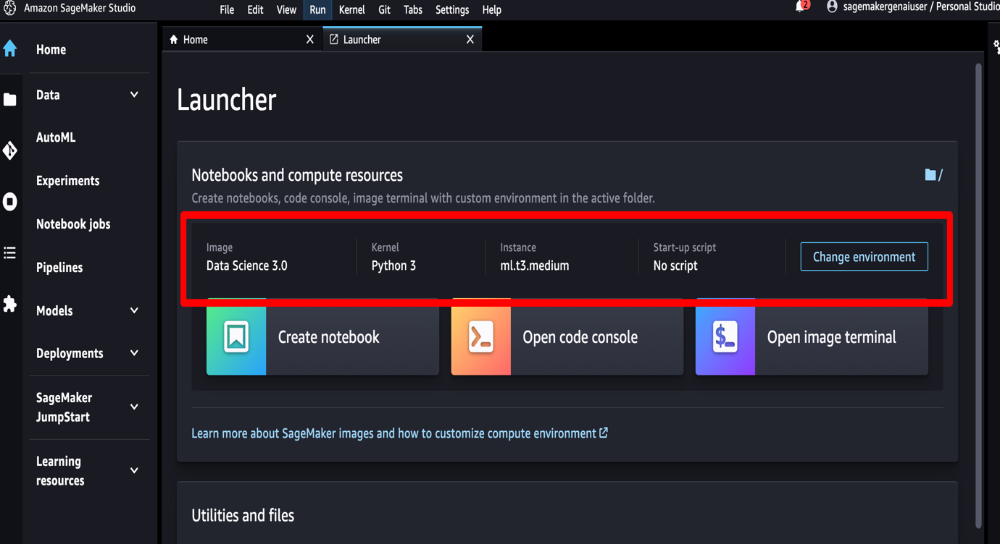 Amazon SageMaker Studio
File Edit View Run Kernel Git Tabs Settings Help
2
sagemakergenaiuser / Personal Studio
Home
Data
AutoML
Experiments
Notebook jobs
Pipelines
Models
Deployments
SageMaker
JumpStart
Learning
resources
Home X
Launcher X
Launcher
Notebooks and compute resources
/
Create notebooks, code console, image terminal with custom environment in the active folder.
Image Kernel Instance Start-up script
Data Science 3.0 Python 3 ml.t3.medium No script
Change environment
Create notebook
Open code console
$_ Open image terminal
Learn more about SageMaker images and how to customize compute environment
Utilities and files